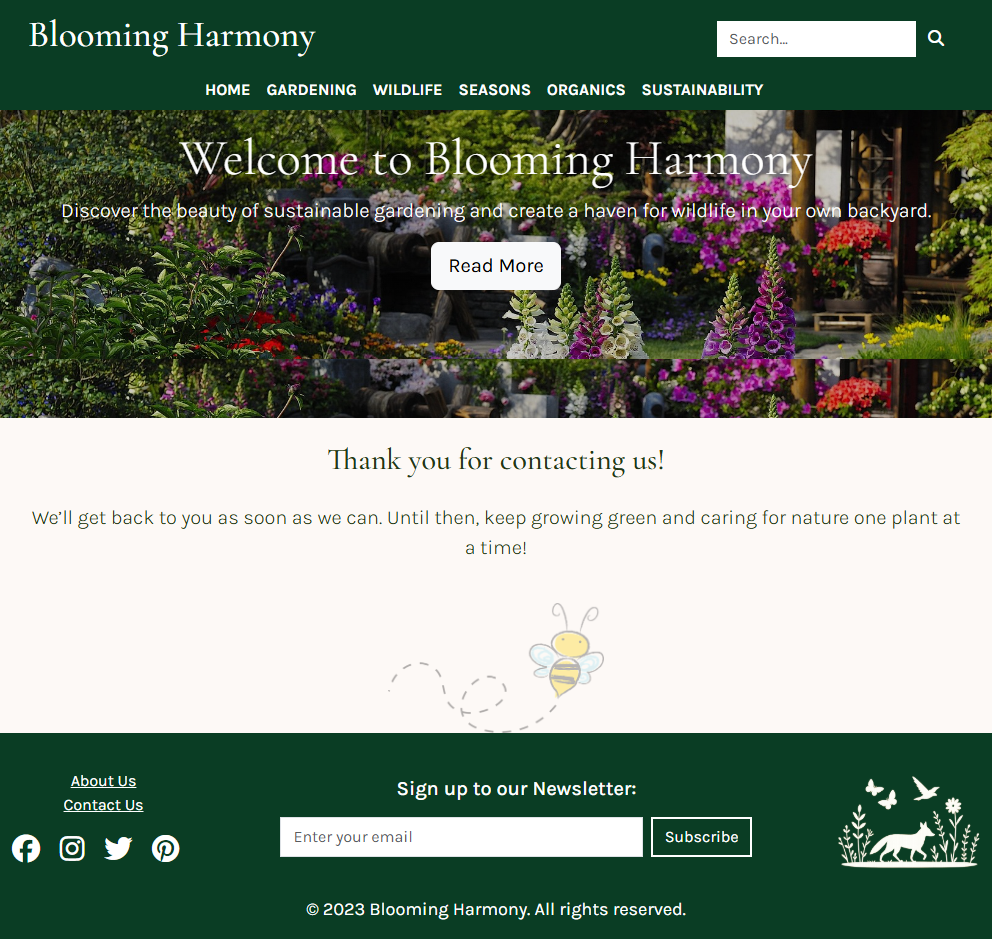 Blooming Harmony
Search...
HOME GARDENING WILDLIFE SEASONS ORGANICS SUSTAINABILITY
Welcome to Blooming Harmony
Discover the beauty of sustainable gardening and create a haven for wildlife in your own backyard.
Read More
Thank you for contacting us!
We’ll get back to you as soon as we can. Until then, keep growing green and caring for nature one plant at
a time!
About Us
Contact Us
Sign up to our Newsletter:
Enter your email
Subscribe
© 2023 Blooming Harmony. All rights reserved.